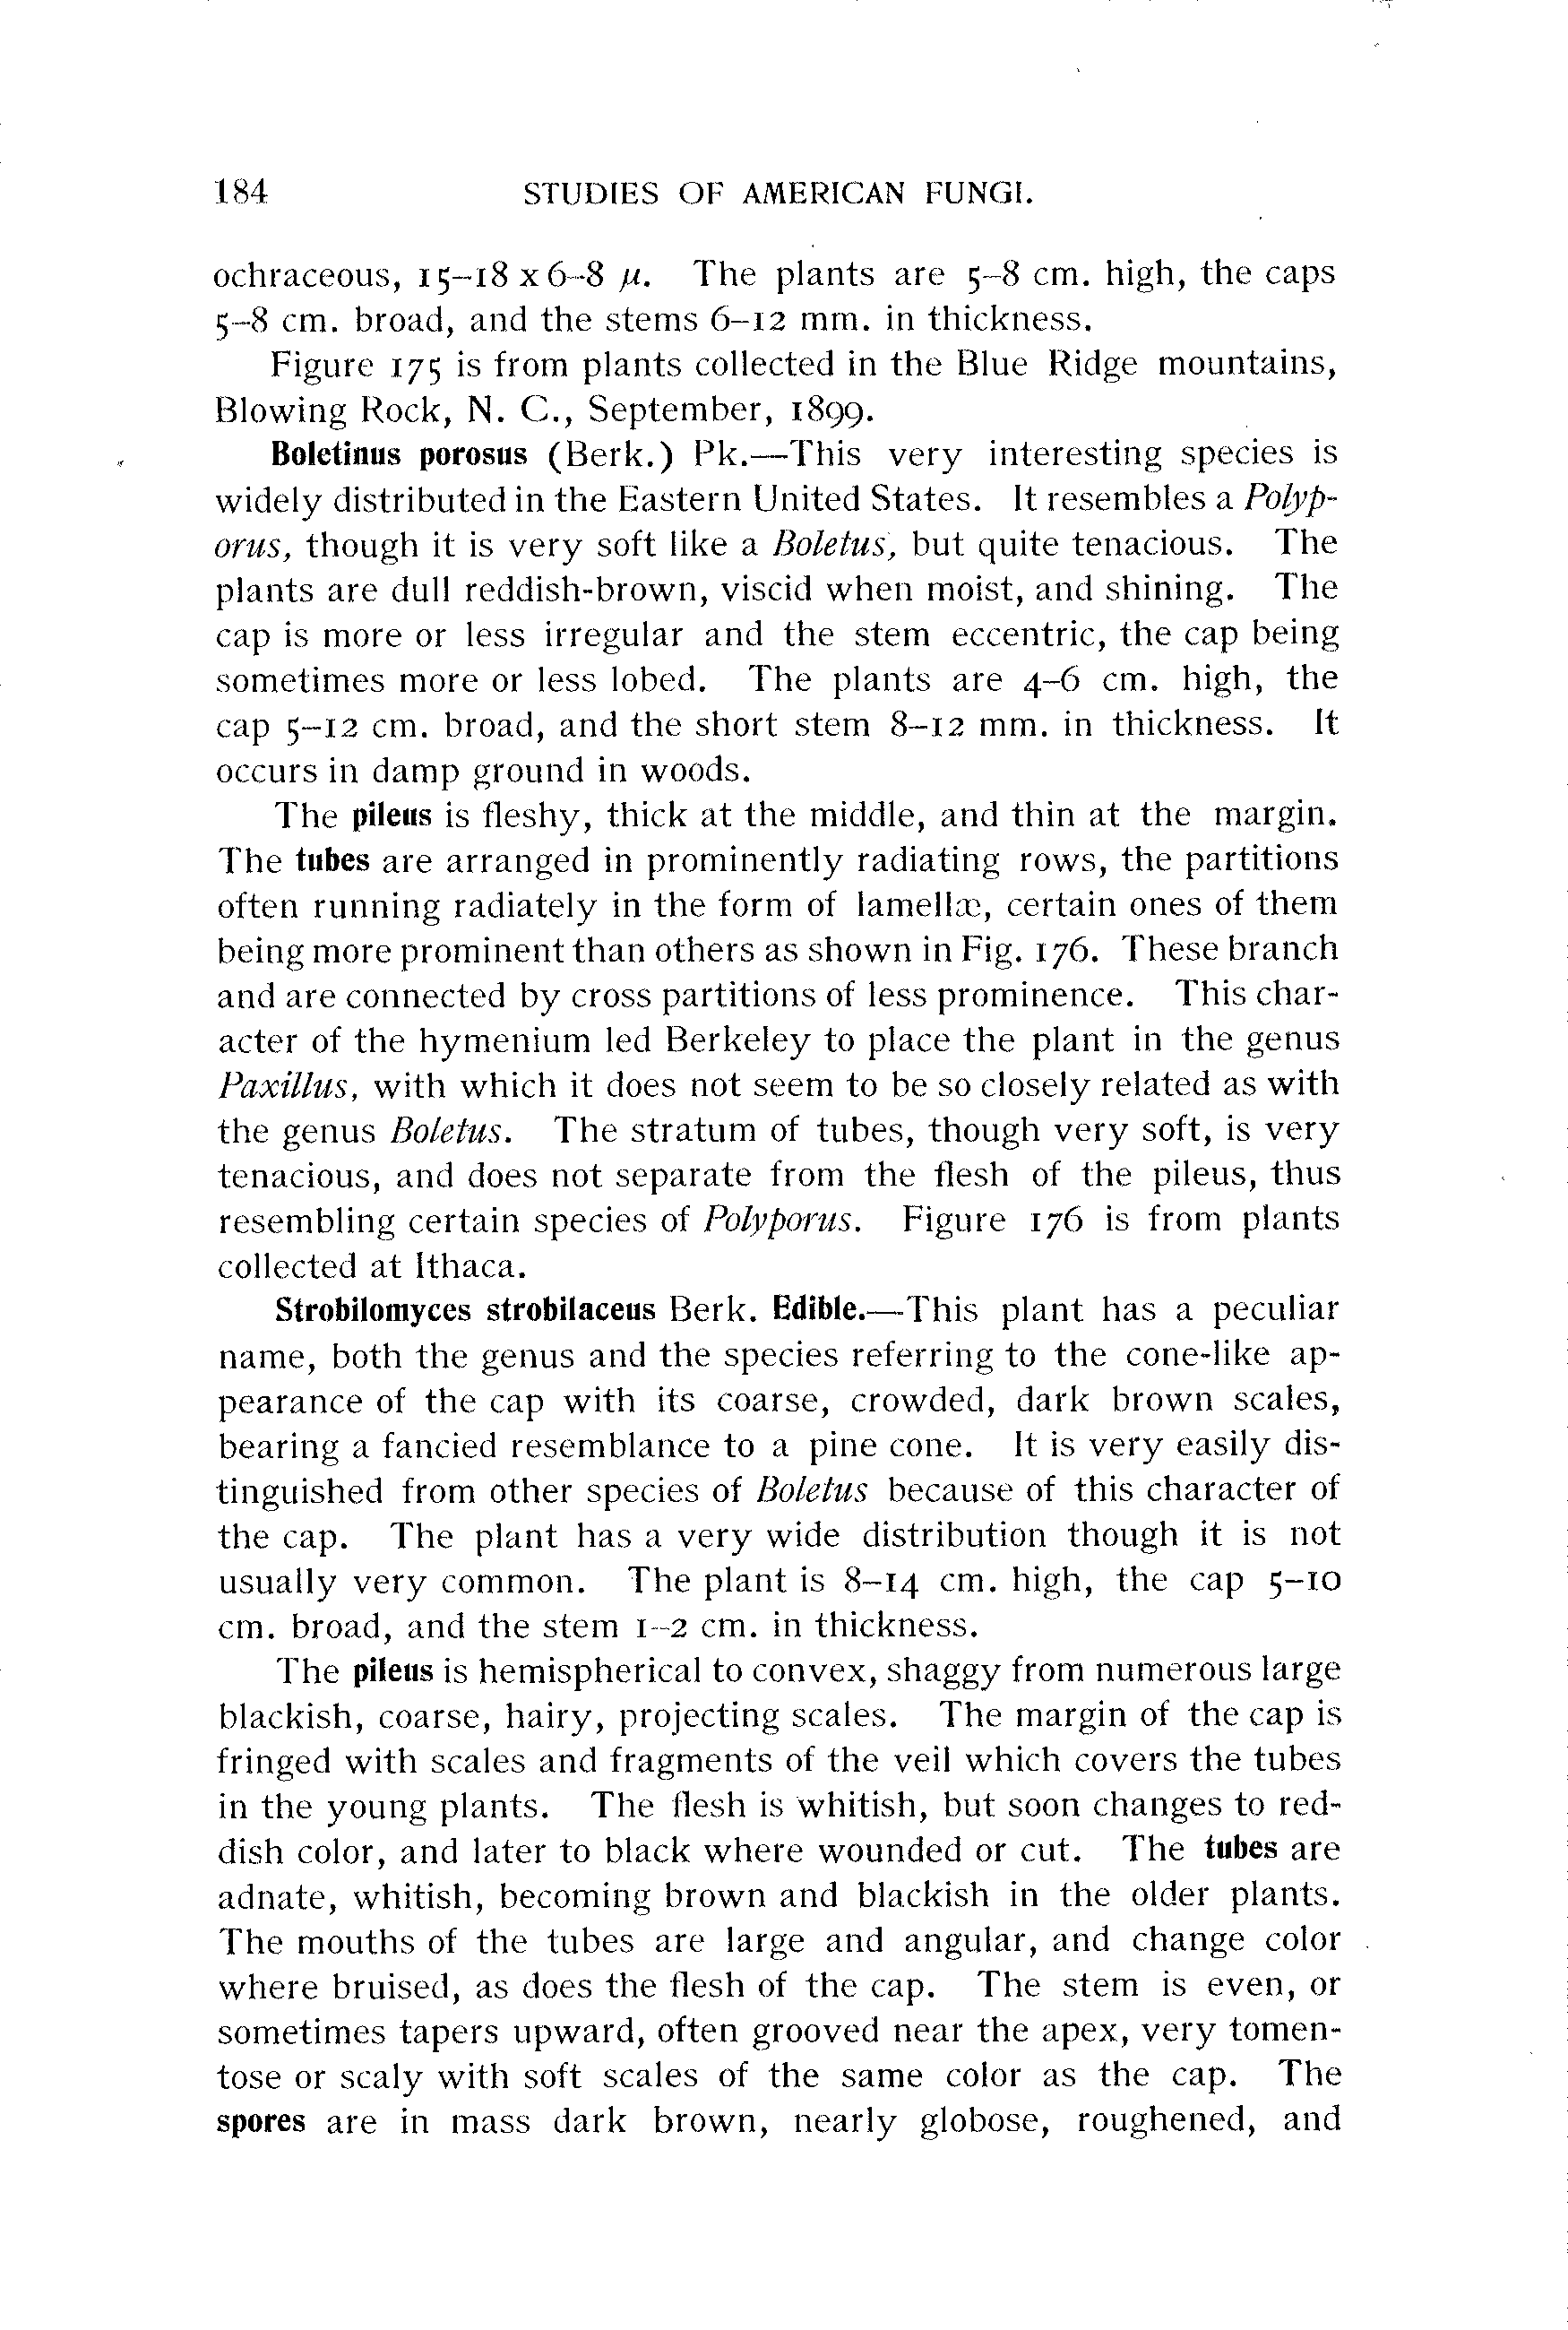 184 STUDIES OF AMERICAN FUNGI.
ochraceous, 15–18 x 6–8 µ. The plants are 5–8 cm. high, the caps
5–8 cm. broad, and the stems 6–12 mm. in thickness.
Figure 175 is from plants collected in the Blue Ridge mountains,
Blowing Rock, N. C., September, 1899.
Boletinus porosus (Berk.) Pk.—This very interesting species is
widely distributed in the Eastern United States. It resembles a Polyp-
orus, though it is very soft like a Boletus, but quite tenacious. The
plants are dull reddish-brown, viscid when moist, and shining. The
cap is more or less irregular and the stem eccentric, the cap being
sometimes more or less lobed. The plants are 4–6 cm. high, the
cap 5–12 cm. broad, and the short stem 8–12 mm. in thickness. It
occurs in damp ground in woods.
The pileus is fleshy, thick at the middle, and thin at the margin.
The tubes are arranged in prominently radiating rows, the partitions
often running radiately in the form of lamellæ, certain ones of them
being more prominent than others as shown in Fig. 176. These branch
and are connected by cross partitions of less prominence. This char-
acter of the hymenium led Berkeley to place the plant in the genus
Paxillus, with which it does not seem to be so closely related as with
the genus Boletus. The stratum of tubes, though very soft, is very
tenacious, and does not separate from the flesh of the pileus, thus
resembling certain species of Polyporus. Figure 176 is from plants
collected at Ithaca.
Strobilomyces strobilaceus Berk. Edible.—This plant has a peculiar
name, both the genus and the species referring to the cone-like ap-
pearance of the cap with its coarse, crowded, dark brown scales,
bearing a fancied resemblance to a pine cone. It is very easily dis-
tinguished from other species of Boletus because of this character of
the cap. The plant has a very wide distribution though it is not
usually very common. The plant is 8–14 cm. high, the cap 5–10
cm. broad, and the stem 1–2 cm. in thickness.
The pileus is hemispherical to convex, shaggy from numerous large
blackish, coarse, hairy, projecting scales. The margin of the cap is
fringed with scales and fragments of the veil which covers the tubes
in the young plants. The flesh is whitish, but soon changes to red-
dish color, and later to black where wounded or cut. The tubes are
adnate, whitish, becoming brown and blackish in the older plants.
The mouths of the tubes are large and angular, and change color
where bruised, as does the flesh of the cap. The stem is even, or
sometimes tapers upward, often grooved near the apex, very tomen-
tose or scaly with soft scales of the same color as the cap. The
spores are in mass dark brown, nearly globose, roughened, and